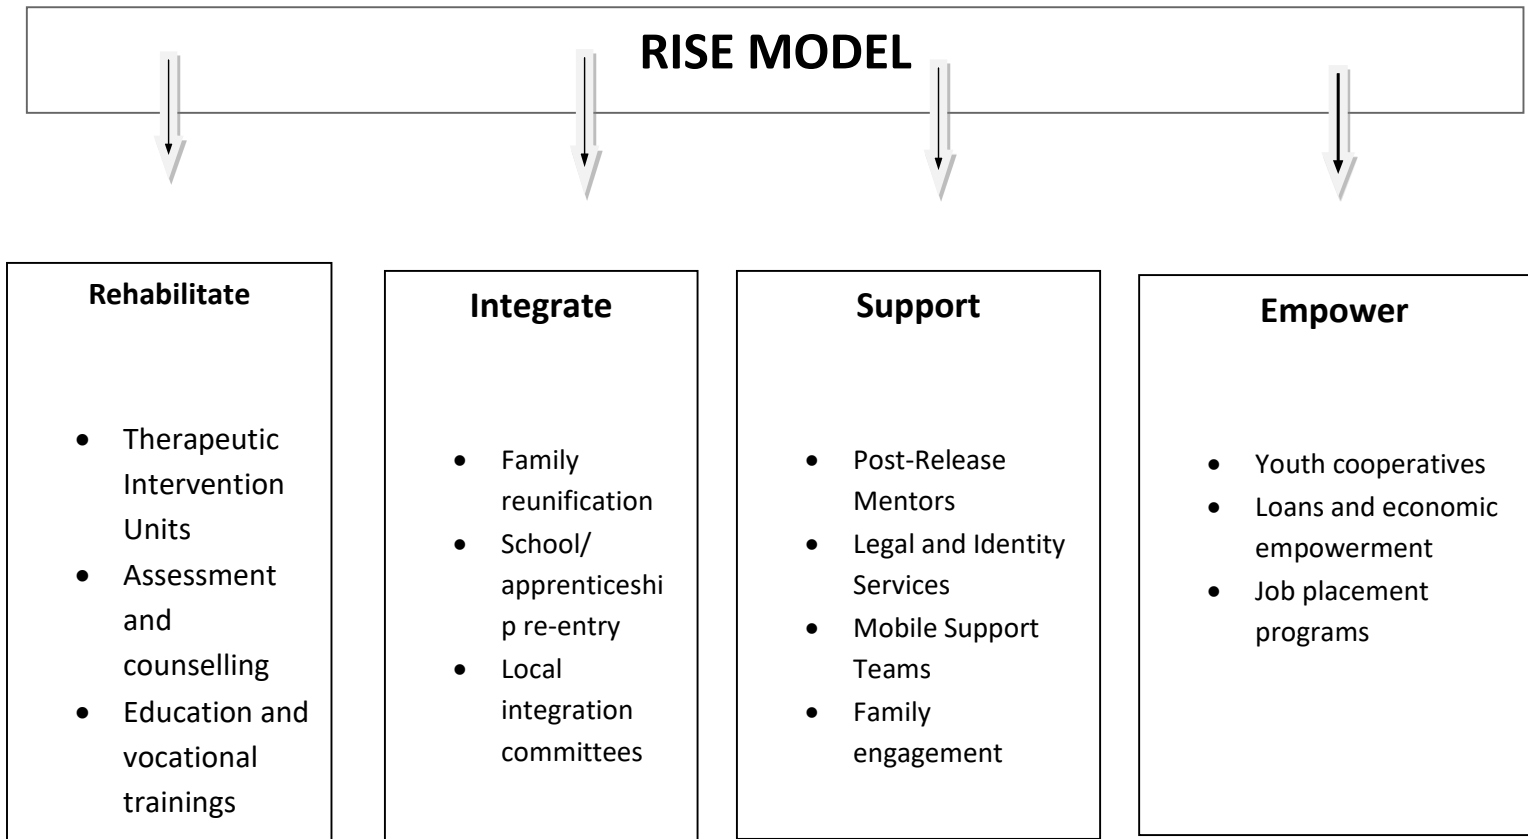 RISE MODEL
Rehabilitate
• Therapeutic
Intervention
Units
• Assessment
and
counselling
• Education and
vocational
trainings
Integrate
• Family
reunification
• School/
apprenticeshi
p re-entry
• Local
integration
committees
Support
• Post-Release
Mentors
• Legal and Identity
Services
• Mobile Support
Teams
• Family
engagement
Empower
• Youth cooperatives
• Loans and economic
empowerment
• Job placement
programs